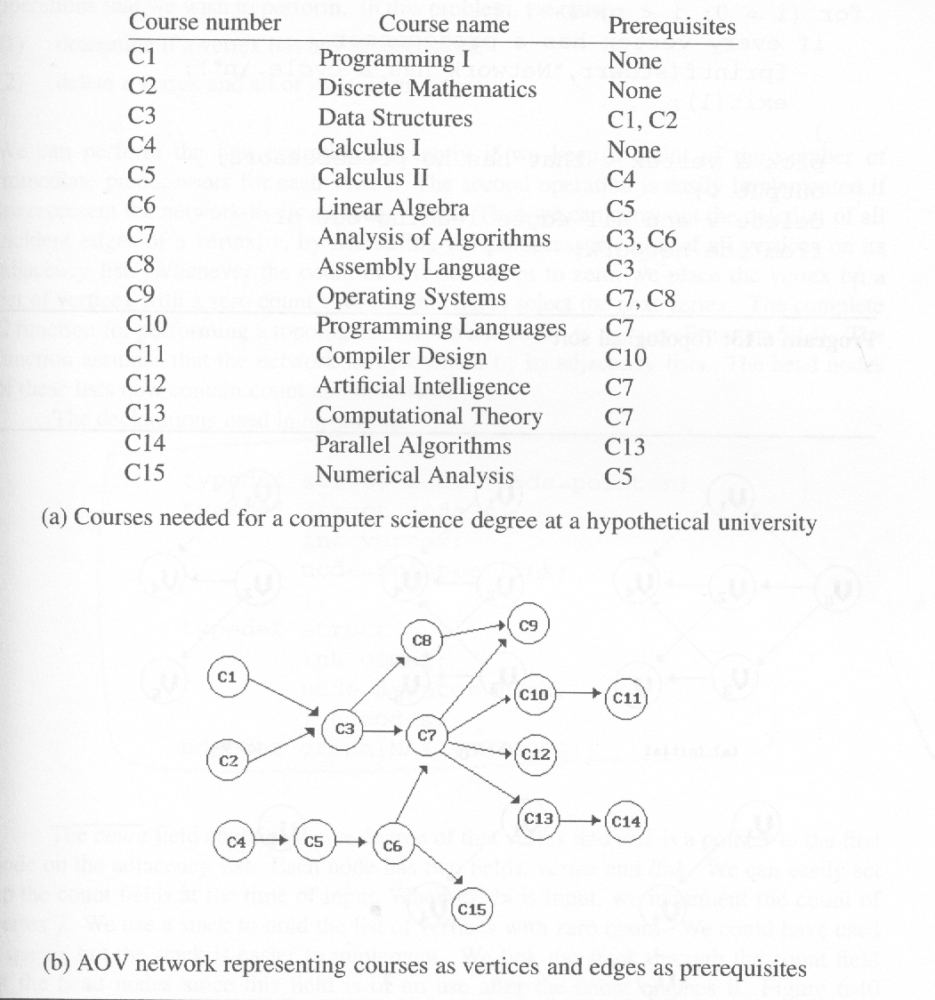 Course number Course name Prerequisites
C1 Programming I None
C2 Discrete Mathematics None
C3 Data Structures C1, C2
C4 Calculus I None
C5 Calculus II C4
C6 Linear Algebra C5
C7 Analysis of Algorithms C3, C6
C8 Assembly Language C3
C9 Operating Systems C7, C8
C10 Programming Languages C7
C11 Compiler Design C10
C12 Artificial Intelligence C7
C13 Computational Theory C7
C14 Parallel Algorithms C13
C15 Numerical Analysis C5
(a) Courses needed for a computer science degree at a hypothetical university
C9
C8
C1
C10 C11
C3 C7
C2 C12
C13 C14
C4 C5 C6
C15
(b) AOV network representing courses as vertices and edges as prerequisites